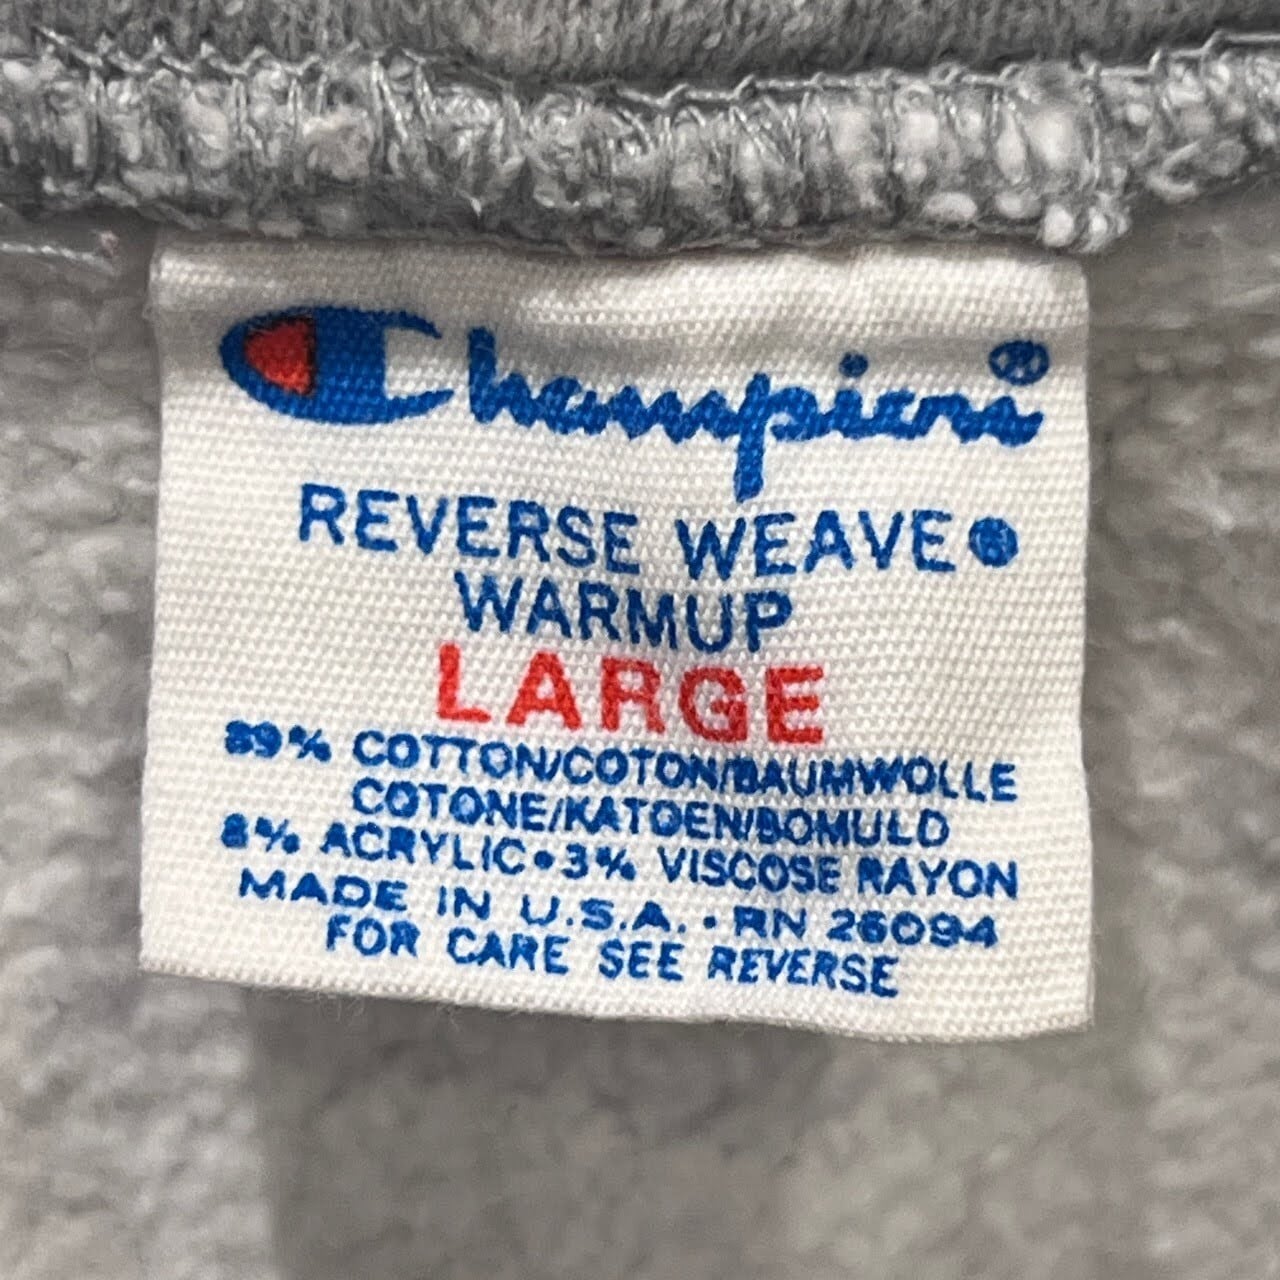 Champion®
REVERSE WEAVE®
WARMUP
LARGE
89% COTTON/COTON/BAUMWOLLE
COTONE/KATOEN/BOMULD
8% ACRYLIC•3% VISCOSE RAYON
MADE IN U.S.A. • RN 26094
FOR CARE SEE REVERSE